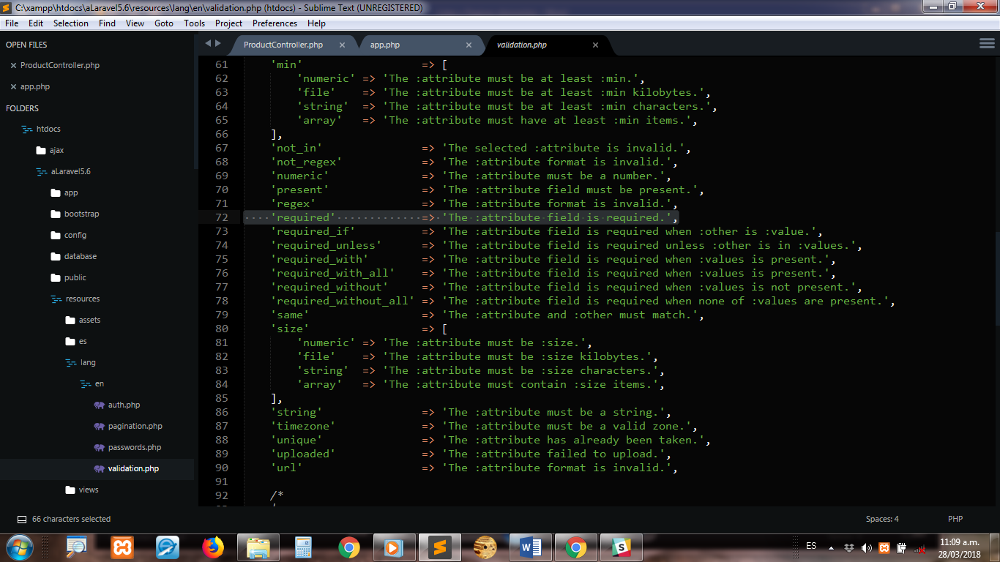 C:\xampp\htdocs\aLaravel5.6\resources\lang\en\validation.php (htdocs) - Sublime Text (UNREGISTERED)
File Edit Selection Find View Goto Tools Project Preferences Help
OPEN FILES
ProductController.php
app.php
FOLDERS
htdocs
ajax
aLaravel5.6
app
bootstrap
config
database
public
resources
assets
es
lang
en
auth.php
pagination.php
passwords.php
validation.php
views
ProductController.php app.php validation.php
61 'min' => [
62 'numeric' => 'The :attribute must be at least :min.',
63 'file' => 'The :attribute must be at least :min kilobytes.',
64 'string' => 'The :attribute must be at least :min characters.',
65 'array' => 'The :attribute must have at least :min items.',
66 ],
67 'not_in' => 'The selected :attribute is invalid.',
68 'not_regex' => 'The :attribute format is invalid.',
69 'numeric' => 'The :attribute must be a number.',
70 'present' => 'The :attribute field must be present.',
71 'regex' => 'The :attribute format is invalid.',
72 'required' => 'The :attribute field is required.',
73 'required_if' => 'The :attribute field is required when :other is :value.',
74 'required_unless' => 'The :attribute field is required unless :other is in :values.',
75 'required_with' => 'The :attribute field is required when :values is present.',
76 'required_with_all' => 'The :attribute field is required when :values is present.',
77 'required_without' => 'The :attribute field is required when :values is not present.',
78 'required_without_all' => 'The :attribute field is required when none of :values are present.',
79 'same' => 'The :attribute and :other must match.',
80 'size' => [
81 'numeric' => 'The :attribute must be :size.',
82 'file' => 'The :attribute must be :size kilobytes.',
83 'string' => 'The :attribute must be :size characters.',
84 'array' => 'The :attribute must contain :size items.',
85 ],
86 'string' => 'The :attribute must be a string.',
87 'timezone' => 'The :attribute must be a valid zone.',
88 'unique' => 'The :attribute has already been taken.',
89 'uploaded' => 'The :attribute failed to upload.',
90 'url' => 'The :attribute format is invalid.',
91
92 /*
66 characters selected Spaces: 4 PHP
ES 11:09 a.m.
28/03/2018